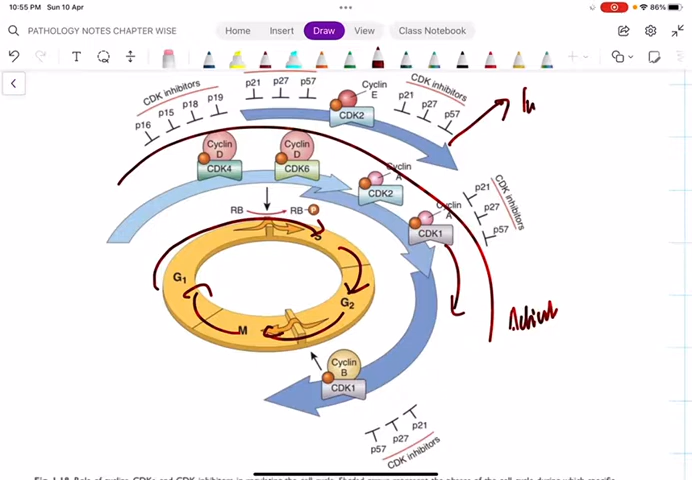 10:55 PM Sun 10 Apr
86%
PATHOLOGY NOTES CHAPTER WISE
Home Insert Draw View Class Notebook
CDK inhibitors
p16 p15 p18 p19
p21 p27 p57
Cyclin E
CDK2
CDK inhibitors
p21 p27 p57
Cyclin D
CDK4
Cyclin D
CDK6
Cyclin A
CDK2
Cyclin A
CDK1
p21 p27 p57
CDK inhibitors
RB RB P
S
G1
G2
M
Cyclin B
CDK1
p57 p27 p21
CDK inhibitors